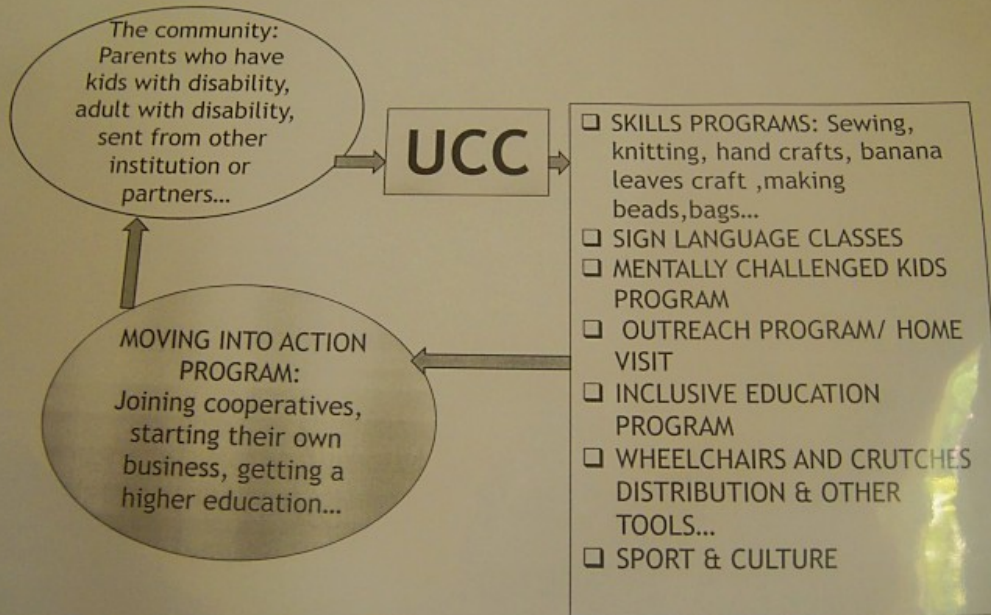 The community:
Parents who have
kids with disability,
adult with disability,
sent from other
institution or
partners...
UCC
❑ SKILLS PROGRAMS: Sewing,
knitting, hand crafts, banana
leaves craft ,making
beads,bags...
❑ SIGN LANGUAGE CLASSES
❑ MENTALLY CHALLENGED KIDS
PROGRAM
❑ OUTREACH PROGRAM/ HOME
VISIT
❑ INCLUSIVE EDUCATION
PROGRAM
❑ WHEELCHAIRS AND CRUTCHES
DISTRIBUTION & OTHER
TOOLS...
❑ SPORT & CULTURE
MOVING INTO ACTION
PROGRAM:
Joining cooperatives,
starting their own
business, getting a
higher education...